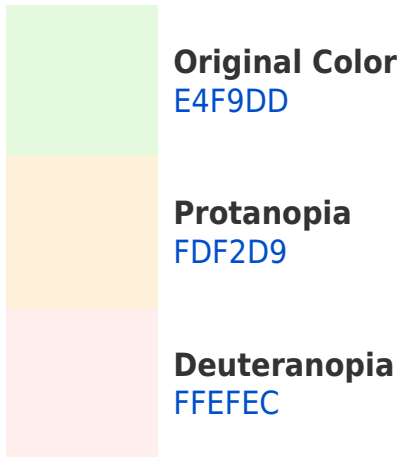 Original Color
E4F9DD
Protanopia
FDF2D9
Deuteranopia
FFEFEC